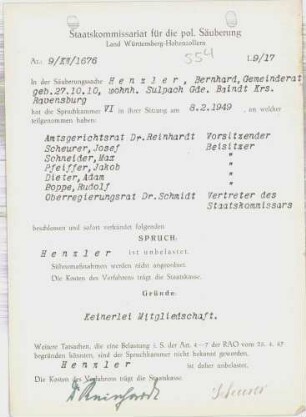 Staatskommissariat für die pol. Säuberung
Land Württemberg-Hohenzollern
Az.: 9/XV/1676
554
L 9/17
In der Säuberungssache Henzler, Bernhard, Gemeinderat
geb.27.10.10, wohnh. Sulpach Gde. Baindt Krs.
Ravensburg
hat die Spruchkammer VI in ihrer Sitzung am 8.2.1949 , an welcher
teilgenommen haben:
Amtsgerichtsrat Dr.Reinhardt Vorsitzender
Scheurer, Josef Beisitzer
Schneider, Max "
Pfeiffer, Jakob "
Dieter, Adam "
Poppe, Rudolf "
Oberregierungsrat Dr.Schmidt Vertreter des
Staatskommissars
beschlossen und sofort verkündet folgenden
SPRUCH.
Henzler ist unbelastet.
Sühnemaßnahmen werden nicht angeordnet.
Die Kosten des Verfahrens trägt die Staatskasse.
Gründe.
Keinerlei Mitgliedschaft.
Weitere Tatsachen, die eine Belastung i. S. der Art. 4–7 der RAO vom 28. 4. 47
begründen könnten, sind der Spruchkammer nicht bekannt geworden.
Henzler ist daher unbelastet.
Die Kosten des Verfahrens trägt die Staatskasse.
Dr Reinhardt